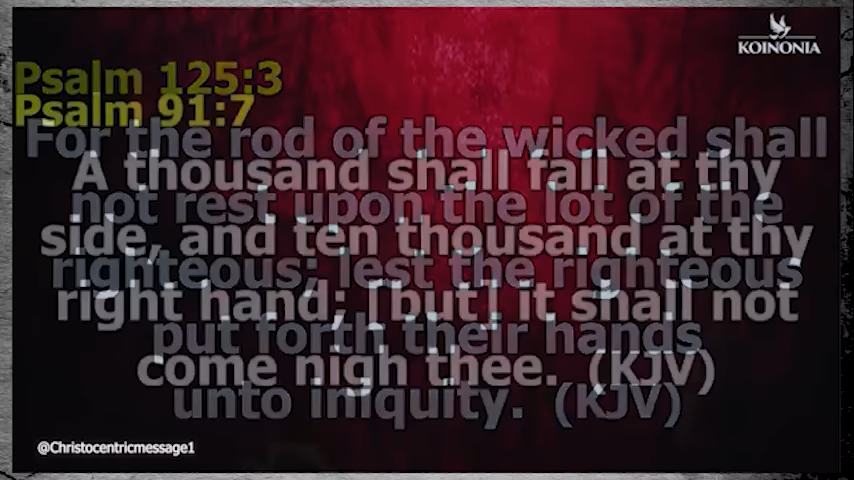 KOINONIA
Psalm 125:3
Psalm 91:7
For the rod of the wicked shall
A thousand shall fall at thy
not rest upon the lot of the
side, and ten thousand at thy
righteous; lest the righteous
right hand; [but] it shall not
put forth their hands
come nigh thee. (KJV)
unto iniquity. (KJV)
@Christocentricmessage1